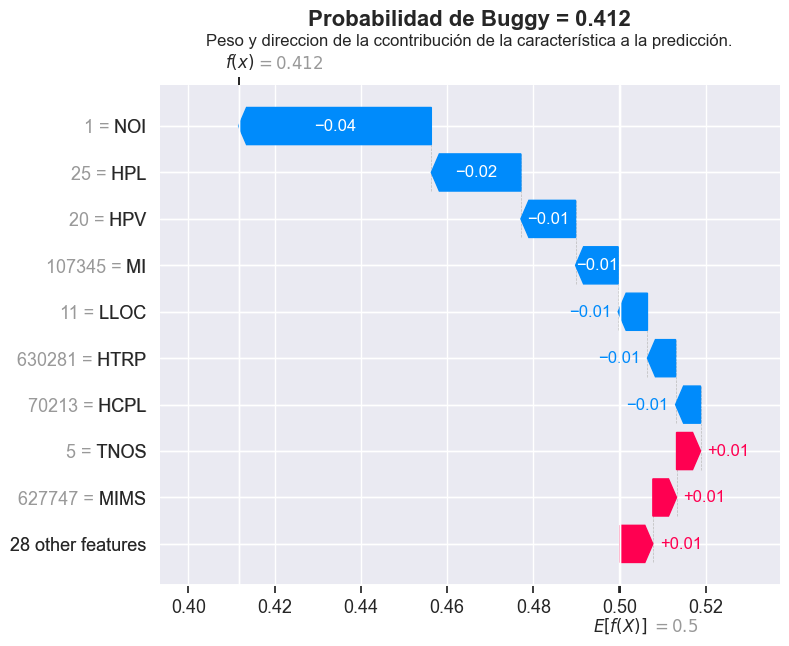 Probabilidad de Buggy = 0.412
Peso y direccion de la ccontribución de la característica a la predicción.
f(x) = 0.412
1 = NOI
−0.04
25 = HPL
−0.02
20 = HPV
−0.01
107345 = MI
−0.01
11 = LLOC
−0.01
630281 = HTRP
−0.01
70213 = HCPL
−0.01
5 = TNOS
+0.01
627747 = MIMS
+0.01
28 other features
+0.01
0.40 0.42 0.44 0.46 0.48 0.50 0.52
E[f(X)] = 0.5